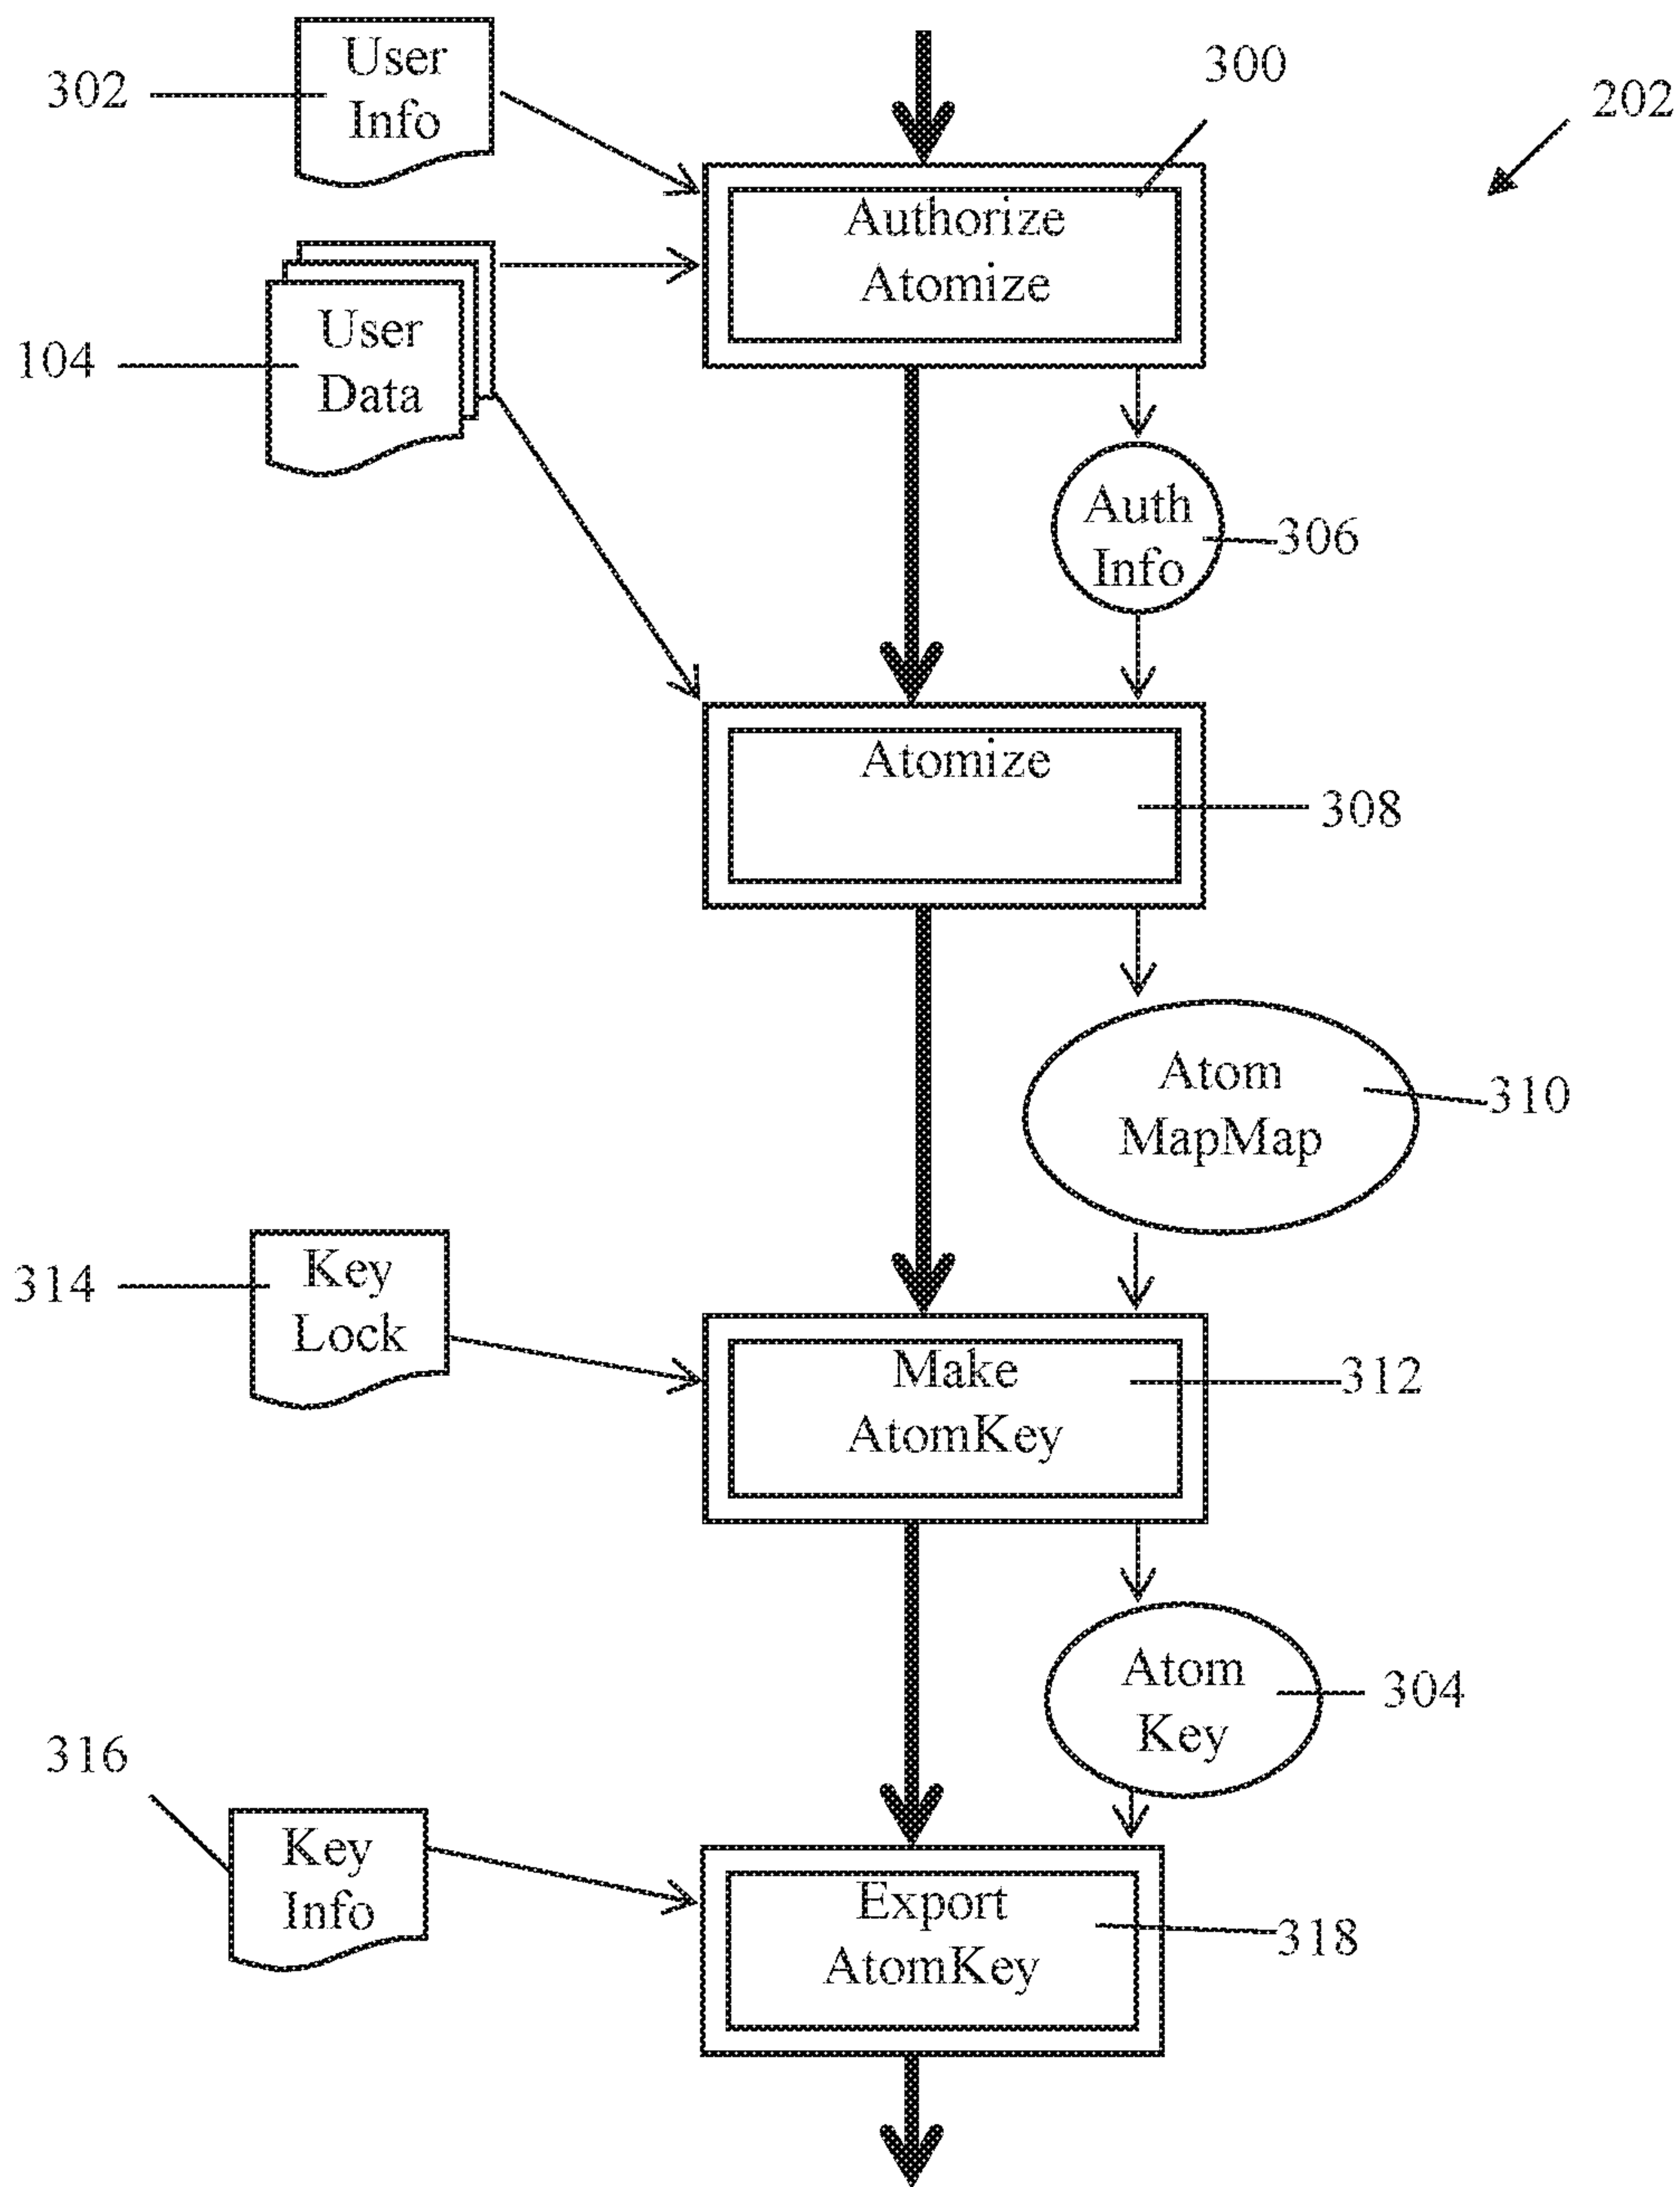 User
Info
302
300
202
Authorize
Atomize
User
Data
104
Auth
Info
306
Atomize
308
Atom
MapMap
310
Key
Lock
314
Make
AtomKey
312
Atom
Key
304
316
Key
Info
Export
AtomKey
318